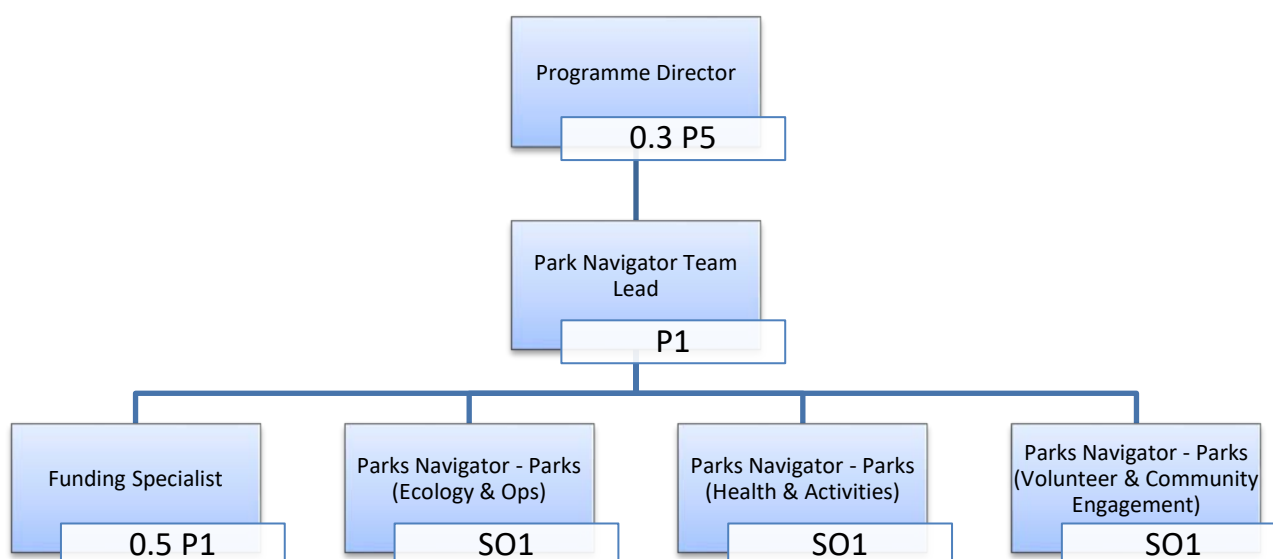 Programme Director
0.3 P5
Park Navigator Team
Lead
P1
Funding Specialist
0.5 P1
Parks Navigator - Parks
(Ecology & Ops)
SO1
Parks Navigator - Parks
(Health & Activities)
SO1
Parks Navigator - Parks
(Volunteer & Community
Engagement)
SO1